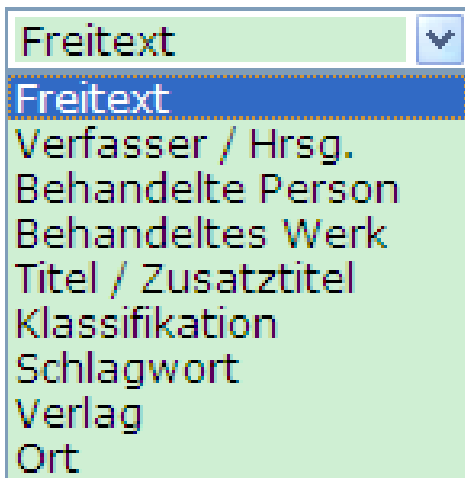 Freitext
Freitext
Verfasser / Hrsg.
Behandelte Person
Behandeltes Werk
Titel / Zusatztitel
Klassifikation
Schlagwort
Verlag
Ort